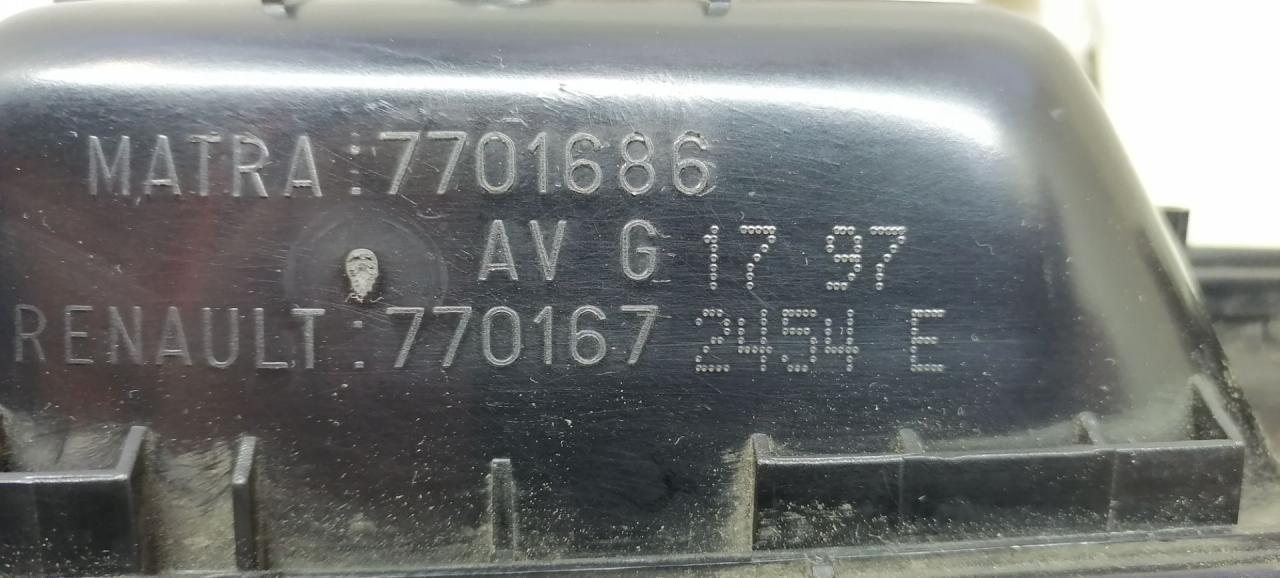 MATRA : 7701686
AV G 17 97
RENAULT : 770167 2454 E